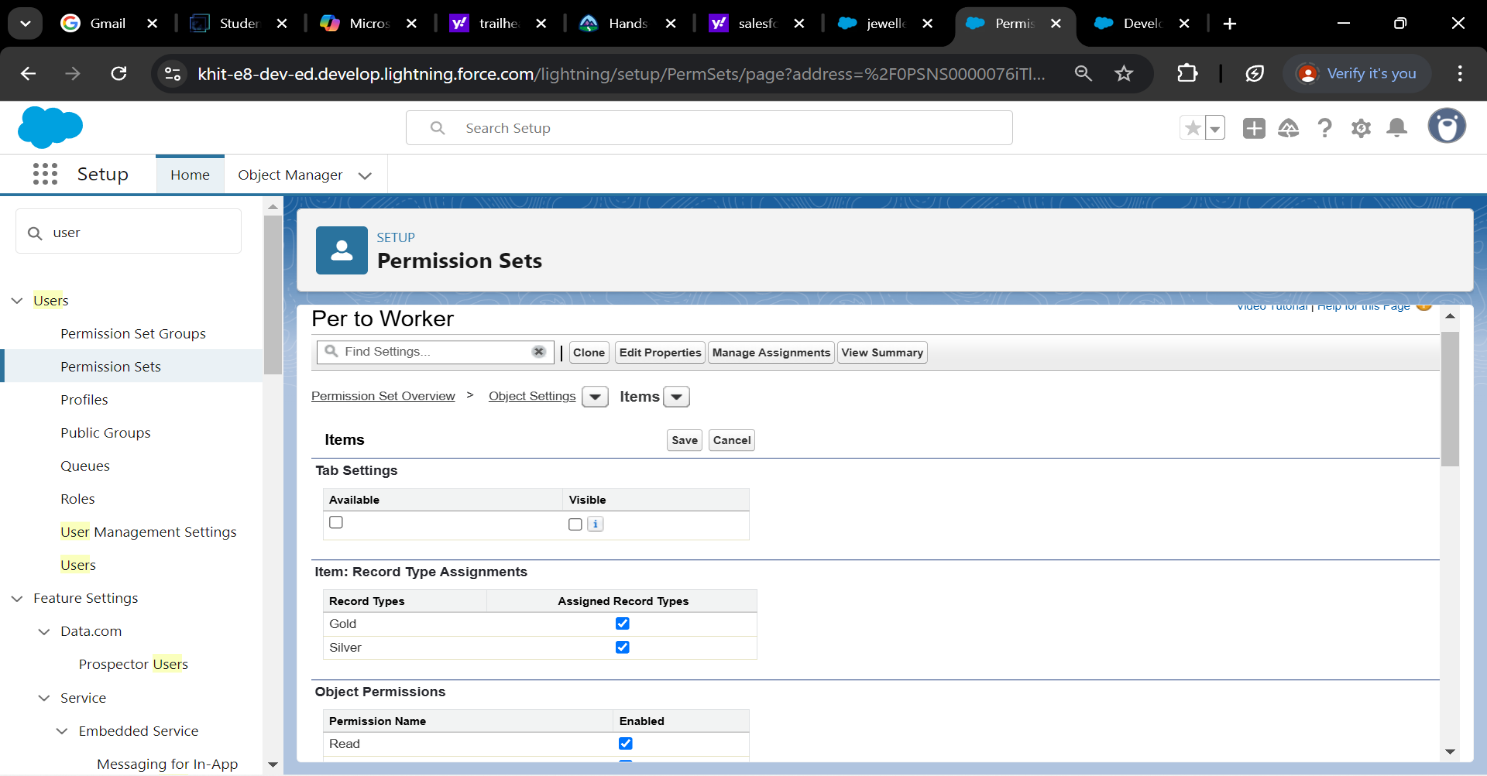 Gmail
Studen
Micros
trailhea
Hands
salesfo
jewelle
Permis
Develo
khit-e8-dev-ed.develop.lightning.force.com/lightning/setup/PermSets/page?address=%2F0PSNS0000076iTl...
Verify it's you
Search Setup
Setup
Home
Object Manager
user
Users
Permission Set Groups
Permission Sets
Profiles
Public Groups
Queues
Roles
User Management Settings
Users
Feature Settings
Data.com
Prospector Users
Service
Embedded Service
Messaging for In-App
SETUP
Permission Sets
Video Tutorial | Help for this Page
Per to Worker
Find Settings... | Clone Edit Properties Manage Assignments View Summary
Permission Set Overview > Object Settings Items
Items Save Cancel
Tab Settings
Available Visible
i
Item: Record Type Assignments
Record Types Assigned Record Types
Gold
Silver
Object Permissions
Permission Name Enabled
Read